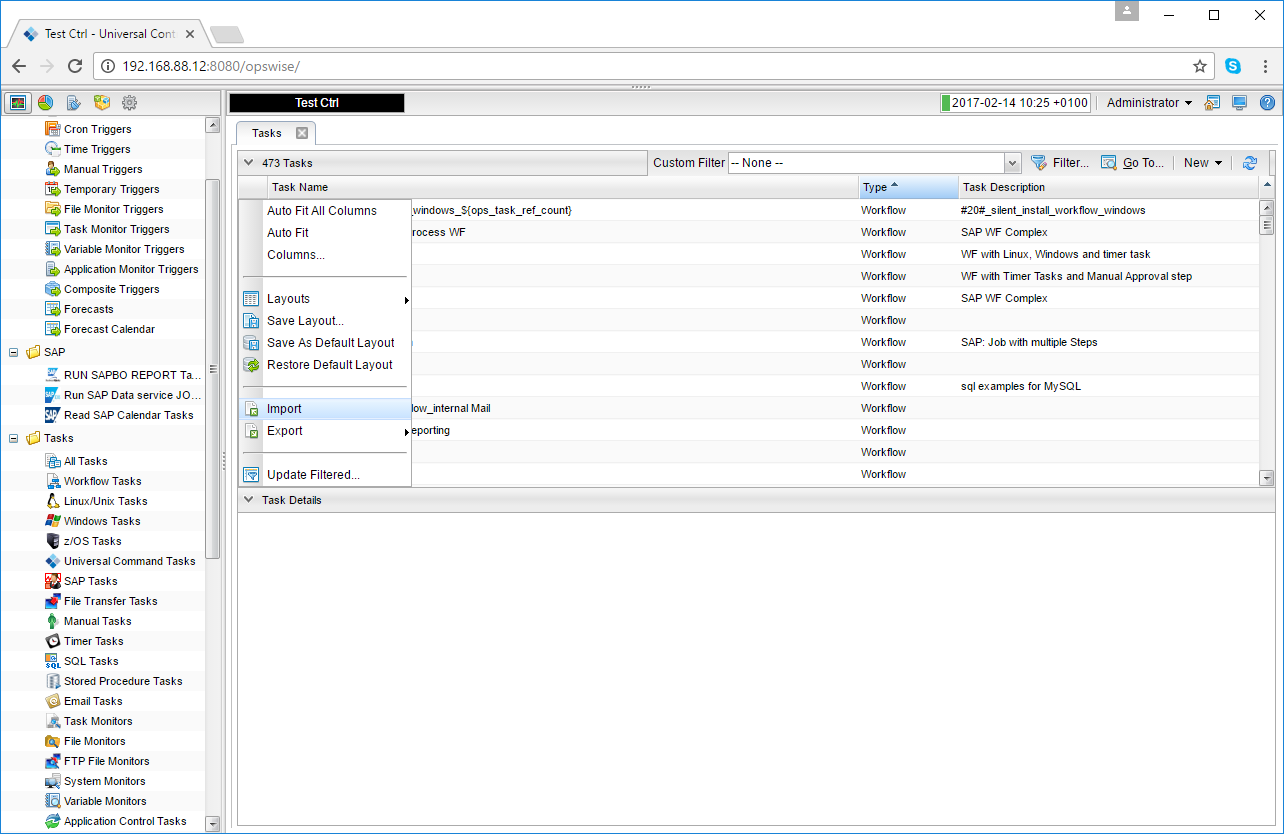 Test Ctrl - Universal Cont
192.168.88.12:8080/opswise/
Test Ctrl
2017-02-14 10:25 +0100
Administrator
Cron Triggers
Time Triggers
Manual Triggers
Temporary Triggers
File Monitor Triggers
Task Monitor Triggers
Variable Monitor Triggers
Application Monitor Triggers
Composite Triggers
Forecasts
Forecast Calendar
SAP
RUN SAPBO REPORT Ta...
Run SAP Data service JO...
Read SAP Calendar Tasks
Tasks
All Tasks
Workflow Tasks
Linux/Unix Tasks
Windows Tasks
z/OS Tasks
Universal Command Tasks
SAP Tasks
File Transfer Tasks
Manual Tasks
Timer Tasks
SQL Tasks
Stored Procedure Tasks
Email Tasks
Task Monitors
File Monitors
FTP File Monitors
System Monitors
Variable Monitors
Application Control Tasks
Tasks
473 Tasks
Custom Filter
-- None --
Filter...
Go To...
New
Task Name
Type
Task Description
Auto Fit All Columns
Auto Fit
Columns...
Layouts
Save Layout...
Save As Default Layout
Restore Default Layout
Import
Export
Update Filtered...
_windows_${ops_task_ref_count} Workflow #20#_silent_install_workflow_windows
rocess WF Workflow SAP WF Complex
Workflow WF with Linux, Windows and timer task
Workflow WF with Timer Tasks and Manual Approval step
Workflow SAP WF Complex
Workflow
Workflow SAP: Job with multiple Steps
Workflow
Workflow sql examples for MySQL
low_internal Mail Workflow
eporting Workflow
Workflow
Workflow
Task Details